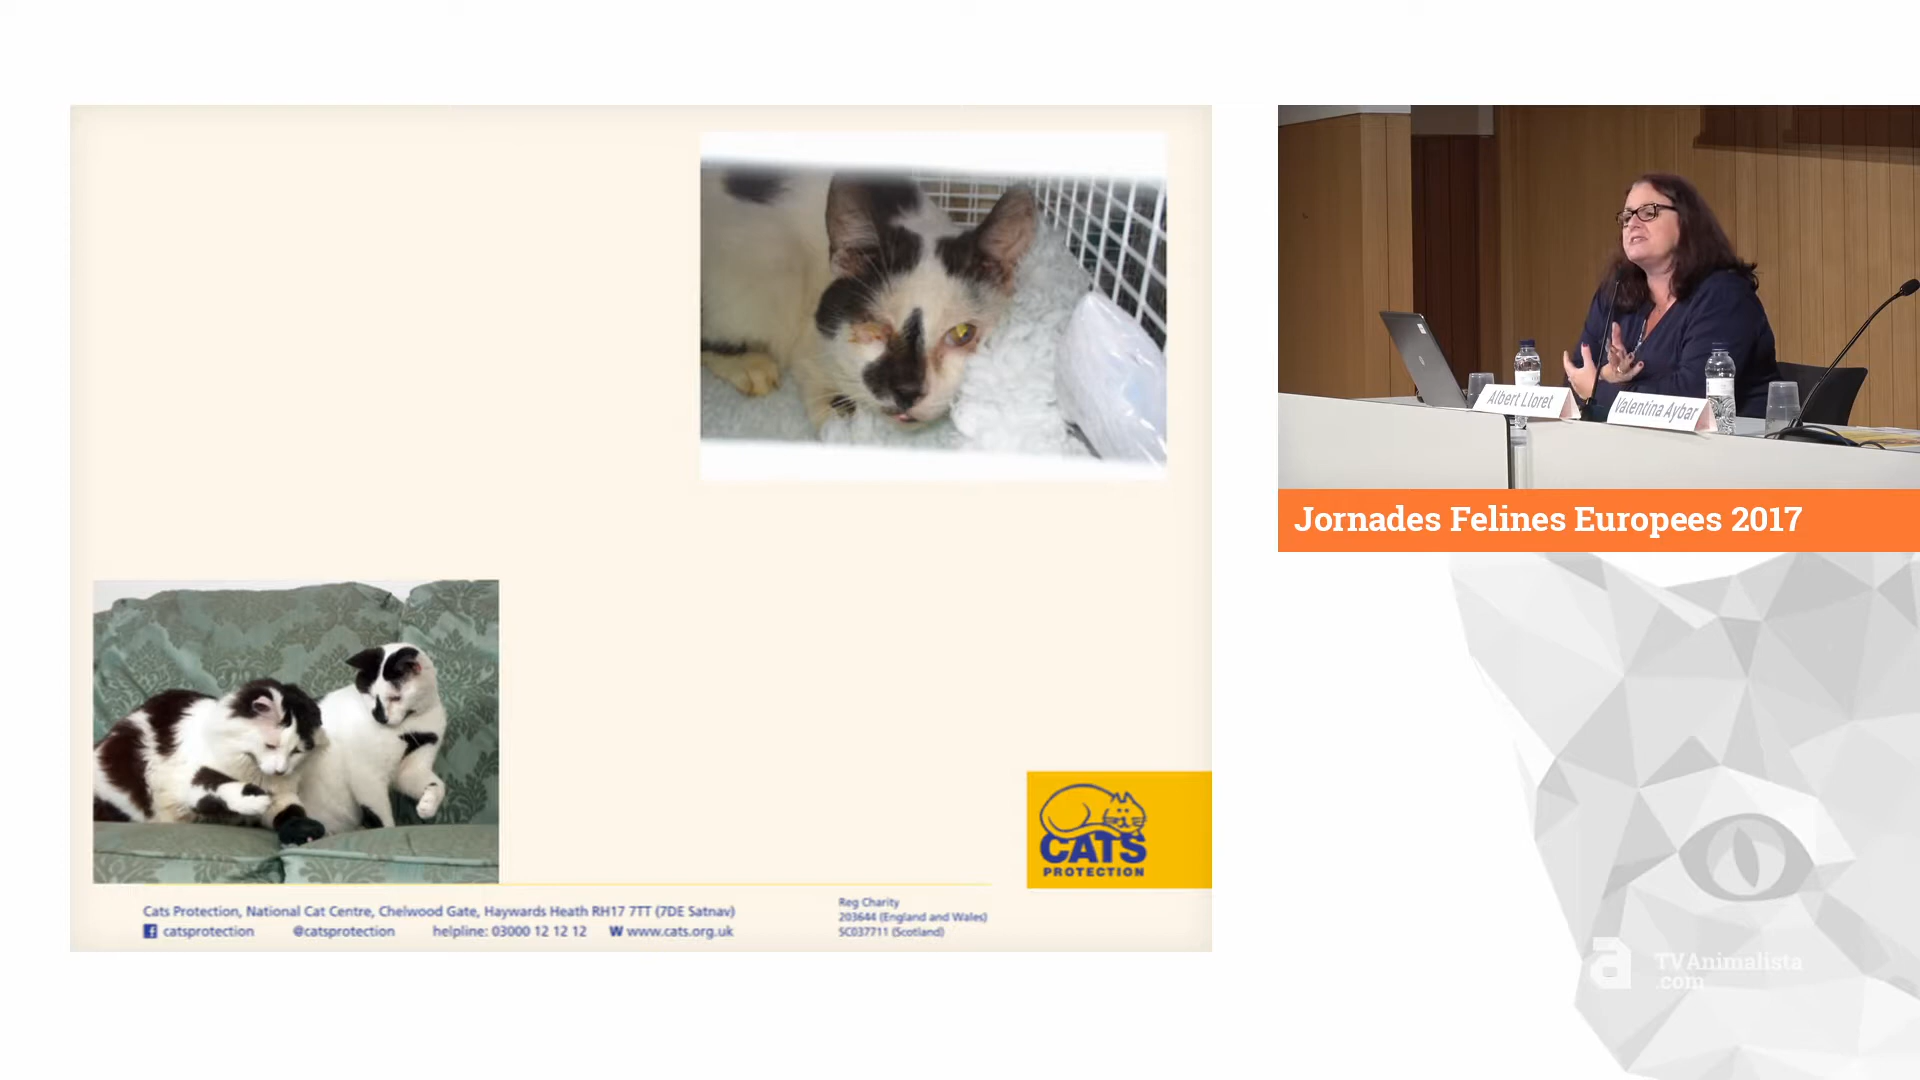 CATS
PROTECTION
Cats Protection, National Cat Centre, Chelwood Gate, Haywards Heath RH17 7TT (7DE Satnav)
catsprotection @catsprotection helpline: 03000 12 12 12 W www.cats.org.uk
Reg Charity
203644 (England and Wales)
SC037711 (Scotland)
Albert Lloret
Valentina Aybar
Jornades Felines Europees 2017
TVAnimalista
.com